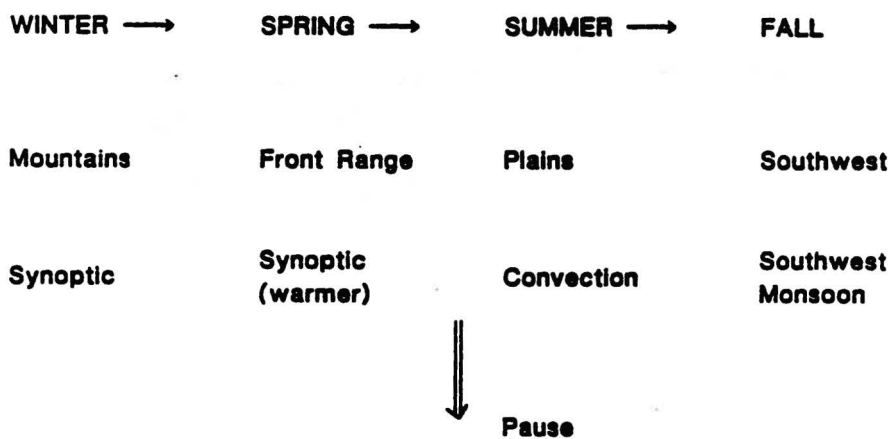 WINTER → SPRING → SUMMER → FALL
Mountains Front Range Plains Southwest
Synoptic Synoptic (warmer) Convection Southwest Monsoon
Pause